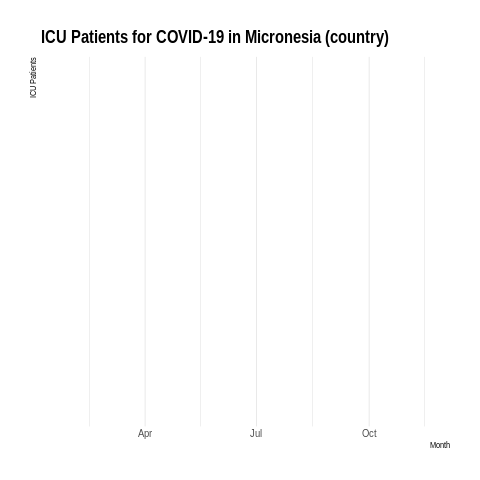 ICU Patients for COVID-19 in Micronesia (country)
ICU Patients
Apr Jul Oct
Month